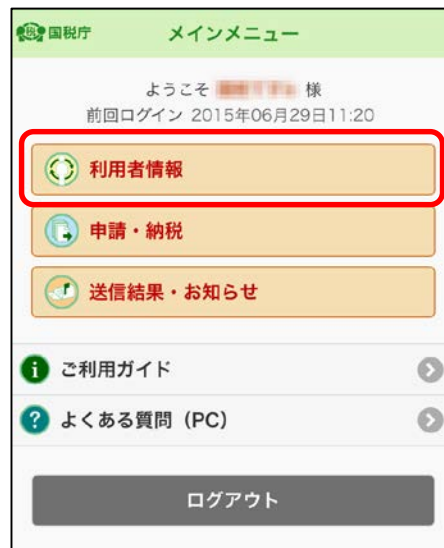 国税庁 メインメニュー
ようこそ 様
前回ログイン 2015年06月29日11:20
利用者情報
申請・納税
送信結果・お知らせ
ご利用ガイド
よくある質問（PC）
ログアウト